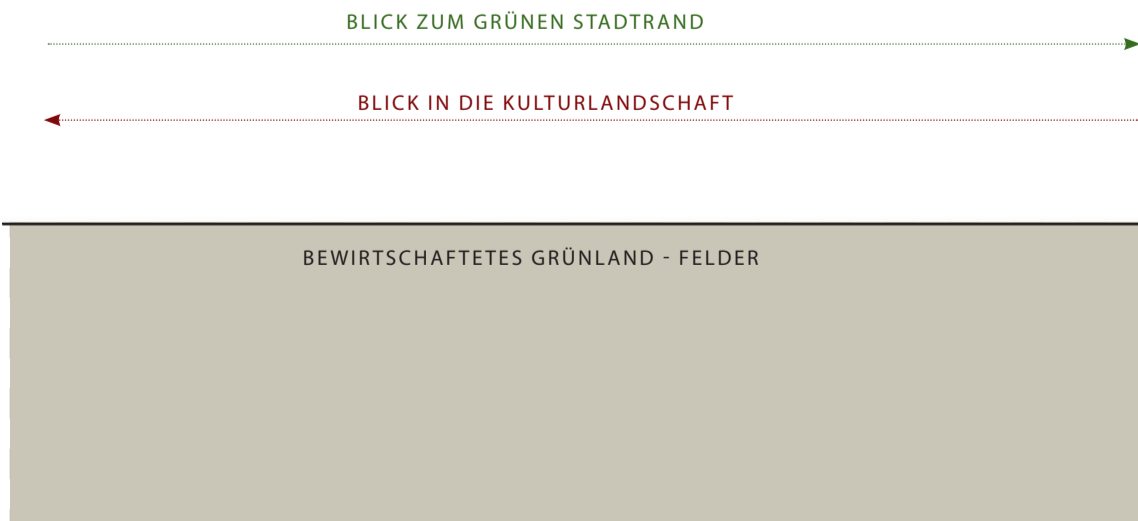 BLICK ZUM GRÜNEN STADTRAND
BLICK IN DIE KULTURLANDSCHAFT
BEWIRTSCHAFTETES GRÜNLAND - FELDER